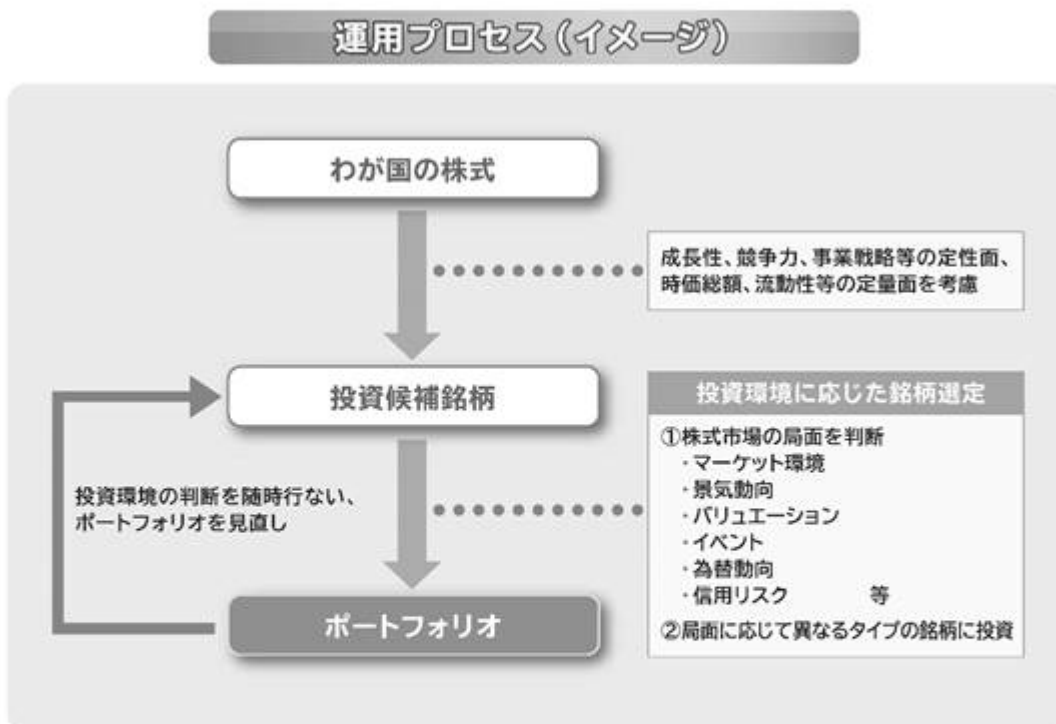 運用プロセス（イメージ）
わが国の株式
成長性、競争力、事業戦略等の定性面、
時価総額、流動性等の定量面を考慮
投資候補銘柄
投資環境に応じた銘柄選定
①株式市場の局面を判断
・マーケット環境
・景気動向
・バリュエーション
・イベント
・為替動向
・信用リスク　　　等
②局面に応じて異なるタイプの銘柄に投資
投資環境の判断を随時行ない、
ポートフォリオを見直し
ポートフォリオ